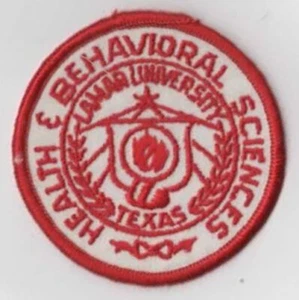 HEALTH & BEHAVIORAL SCIENCES
LAMAR UNIVERSITY
TEXAS